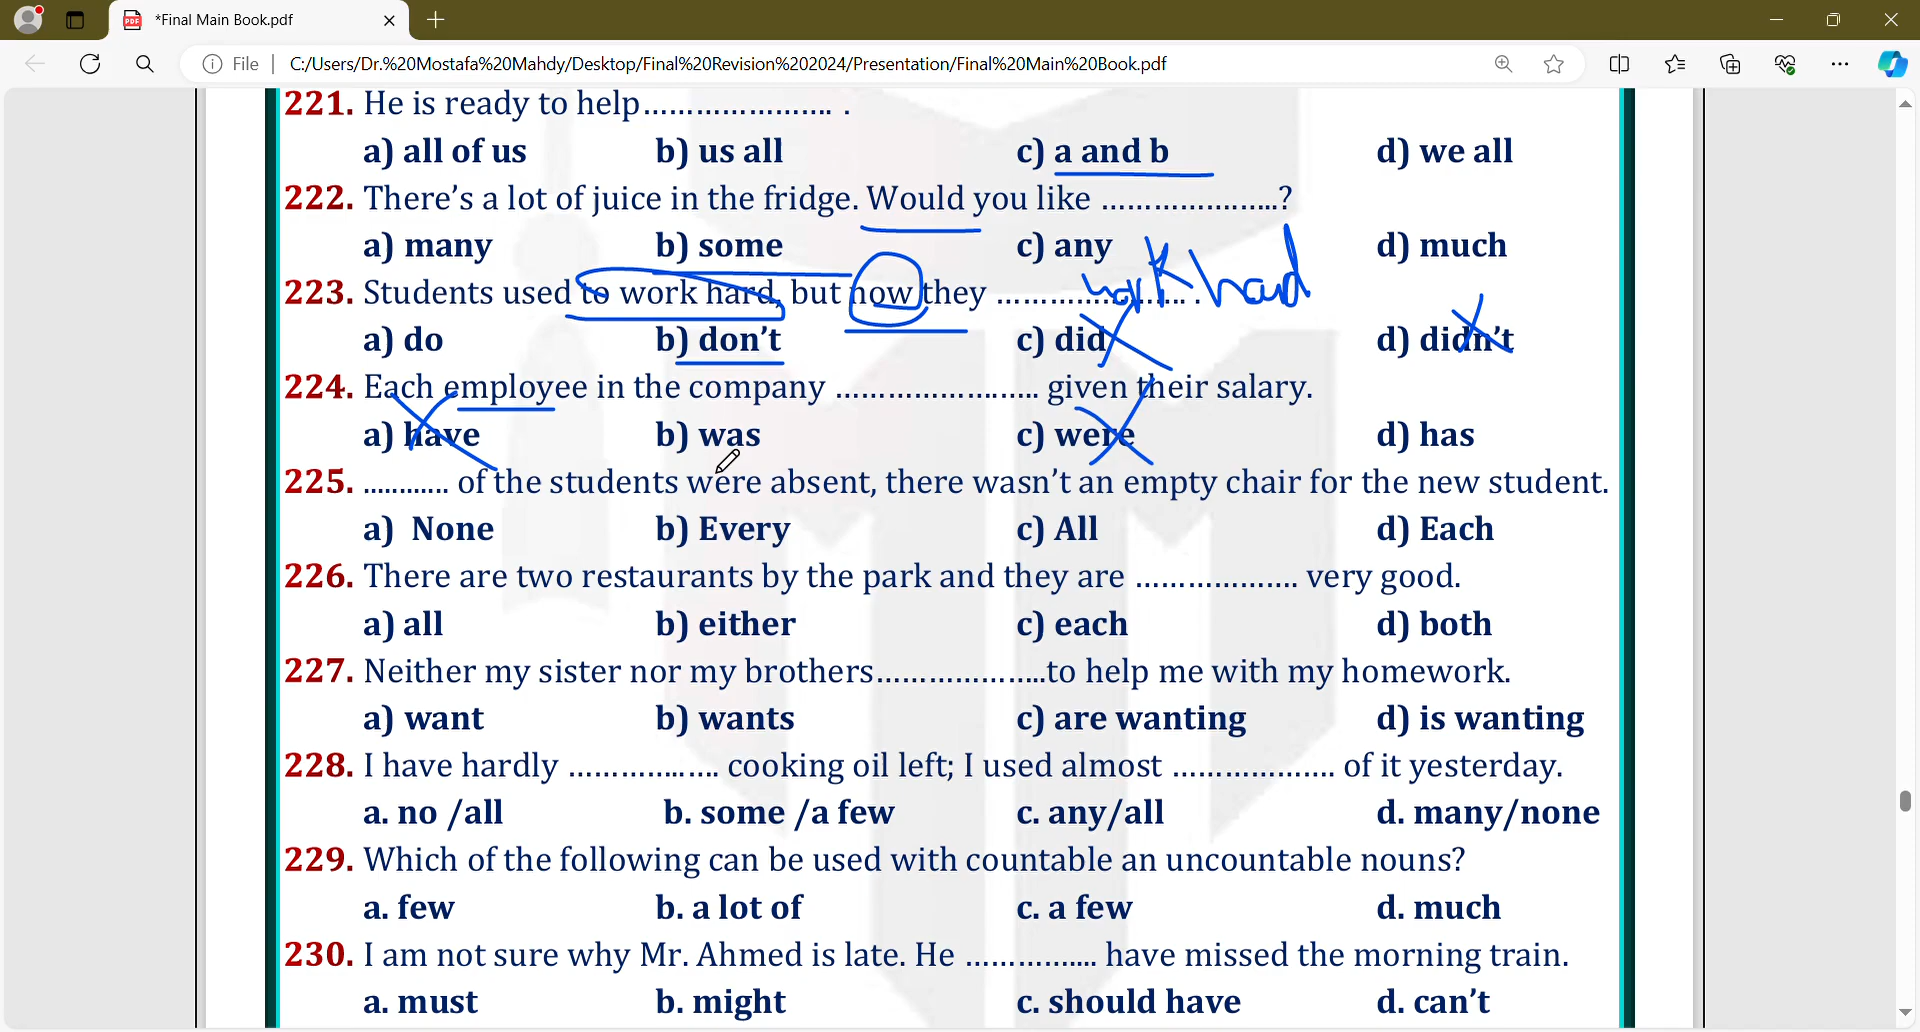 *Final Main Book.pdf
File C:/Users/Dr.%20Mostafa%20Mahdy/Desktop/Final%20Revision%202024/Presentation/Final%20Main%20Book.pdf
221. He is ready to help..................... .
a) all of us b) us all c) a and b d) we all
222. There’s a lot of juice in the fridge. Would you like .....................?
a) many b) some c) any d) much
work hard
223. Students used to work hard, but now they ..................... .
a) do b) don’t c) did d) didn’t
224. Each employee in the company ..................... given their salary.
a) have b) was c) were d) has
225. ............ of the students were absent, there wasn’t an empty chair for the new student.
a) None b) Every c) All d) Each
226. There are two restaurants by the park and they are ................... very good.
a) all b) either c) each d) both
227. Neither my sister nor my brothers.....................to help me with my homework.
a) want b) wants c) are wanting d) is wanting
228. I have hardly .................. cooking oil left; I used almost ................... of it yesterday.
a. no /all b. some /a few c. any/all d. many/none
229. Which of the following can be used with countable an uncountable nouns?
a. few b. a lot of c. a few d. much
230. I am not sure why Mr. Ahmed is late. He ............... have missed the morning train.
a. must b. might c. should have d. can’t